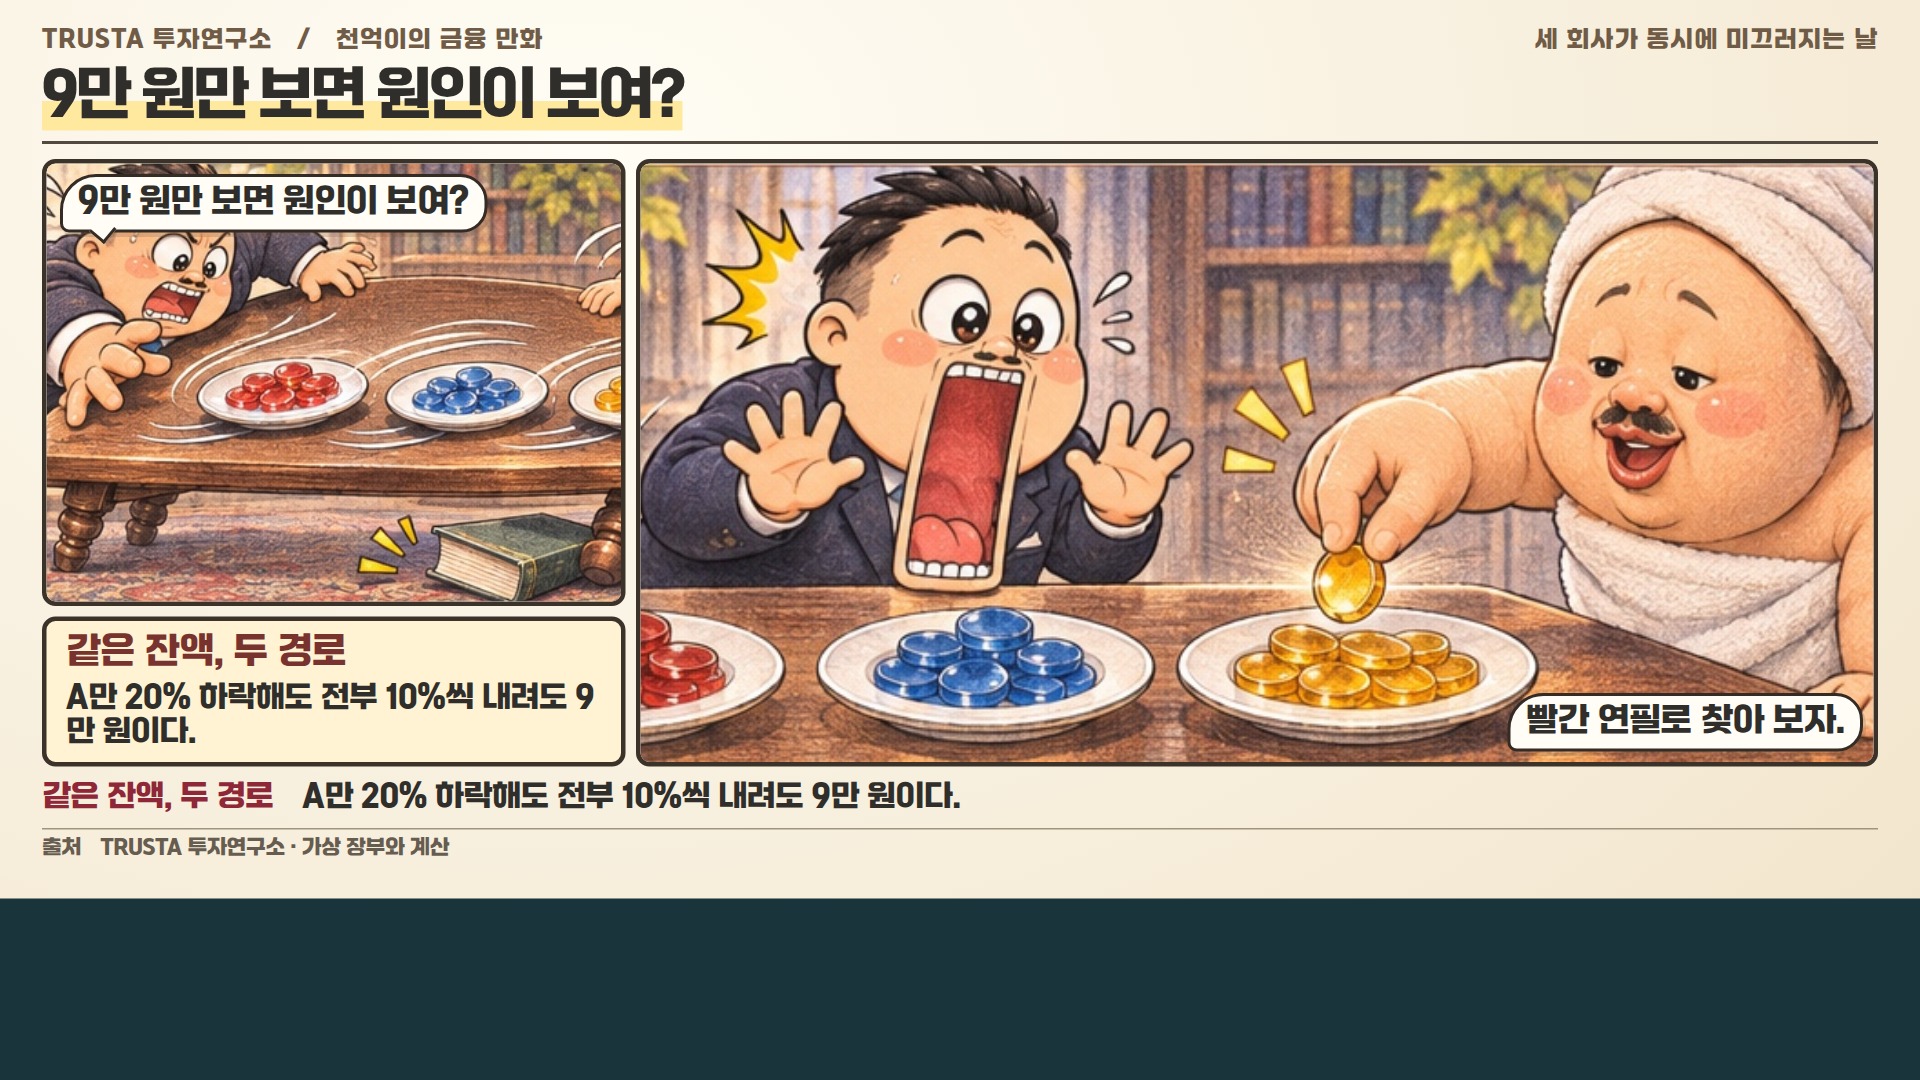 TRUSTA 투자연구소 / 천억이의 금융 만화
세 회사가 동시에 미끄러지는 날
9만 원만 보면 원인이 보여?
9만 원만 보면 원인이 보여?
같은 잔액, 두 경로
A만 20% 하락해도 전부 10%씩 내려도 9
만 원이다.
빨간 연필로 찾아 보자.
같은 잔액, 두 경로 A만 20% 하락해도 전부 10%씩 내려도 9만 원이다.
출처 TRUSTA 투자연구소 · 가상 장부와 계산